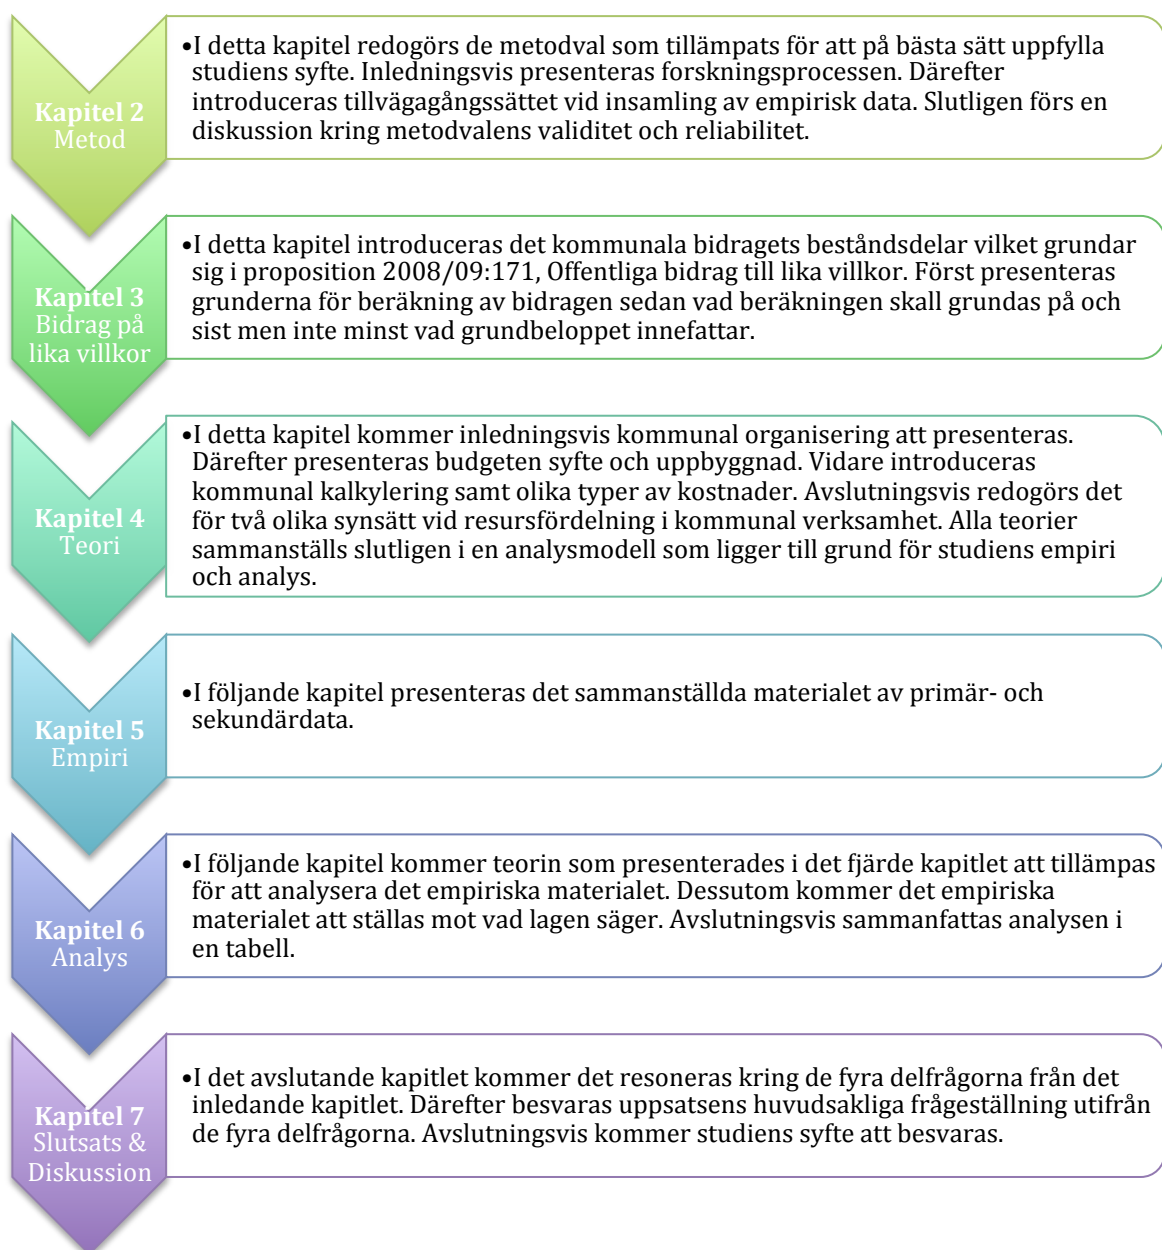 Kapitel 2
Metod
•I detta kapitel redogörs de metodval som tillämpats för att på bästa sätt uppfylla
studiens syfte. Inledningsvis presenteras forskningsprocessen. Därefter
introduceras tillvägagångssättet vid insamling av empirisk data. Slutligen förs en
diskussion kring metodvalens validitet och reliabilitet.
Kapitel 3
Bidrag på
lika villkor
•I detta kapitel introduceras det kommunala bidragets beståndsdelar vilket grundar
sig i proposition 2008/09:171, Offentliga bidrag till lika villkor. Först presenteras
grunderna för beräkning av bidragen sedan vad beräkningen skall grundas på och
sist men inte minst vad grundbeloppet innefattar.
Kapitel 4
Teori
•I detta kapitel kommer inledningsvis kommunal organisering att presenteras.
Därefter presenteras budgeten syfte och uppbyggnad. Vidare introduceras
kommunal kalkylering samt olika typer av kostnader. Avslutningsvis redogörs det
för två olika synsätt vid resursfördelning i kommunal verksamhet. Alla teorier
sammanställs slutligen i en analysmodell som ligger till grund för studiens empiri
och analys.
Kapitel 5
Empiri
•I följande kapitel presenteras det sammanställda materialet av primär- och
sekundärdata.
Kapitel 6
Analys
•I följande kapitel kommer teorin som presenterades i det fjärde kapitlet att tillämpas
för att analysera det empiriska materialet. Dessutom kommer det empiriska
materialet att ställas mot vad lagen säger. Avslutningsvis sammanfattas analysen i
en tabell.
Kapitel 7
Slutsats &
Diskussion
•I det avslutande kapitlet kommer det resoneras kring de fyra delfrågorna från det
inledande kapitlet. Därefter besvaras uppsatsens huvudsakliga frågeställning utifrån
de fyra delfrågorna. Avslutningsvis kommer studiens syfte att besvaras.